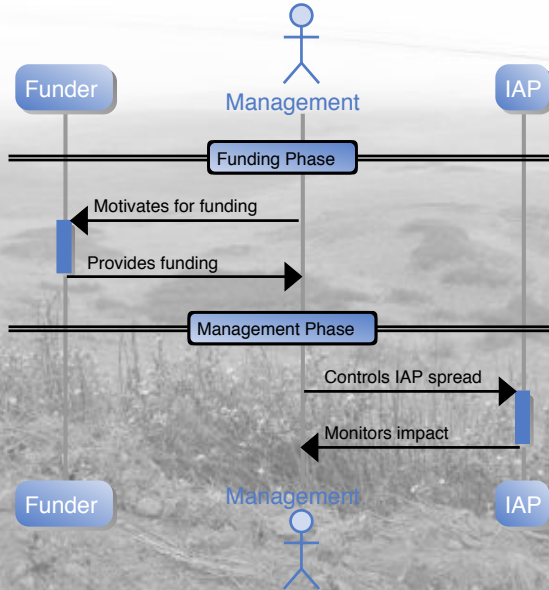 Funder
Management
IAP
Funding Phase
Motivates for funding
Provides funding
Management Phase
Controls IAP spread
Monitors impact
Funder
Management
IAP